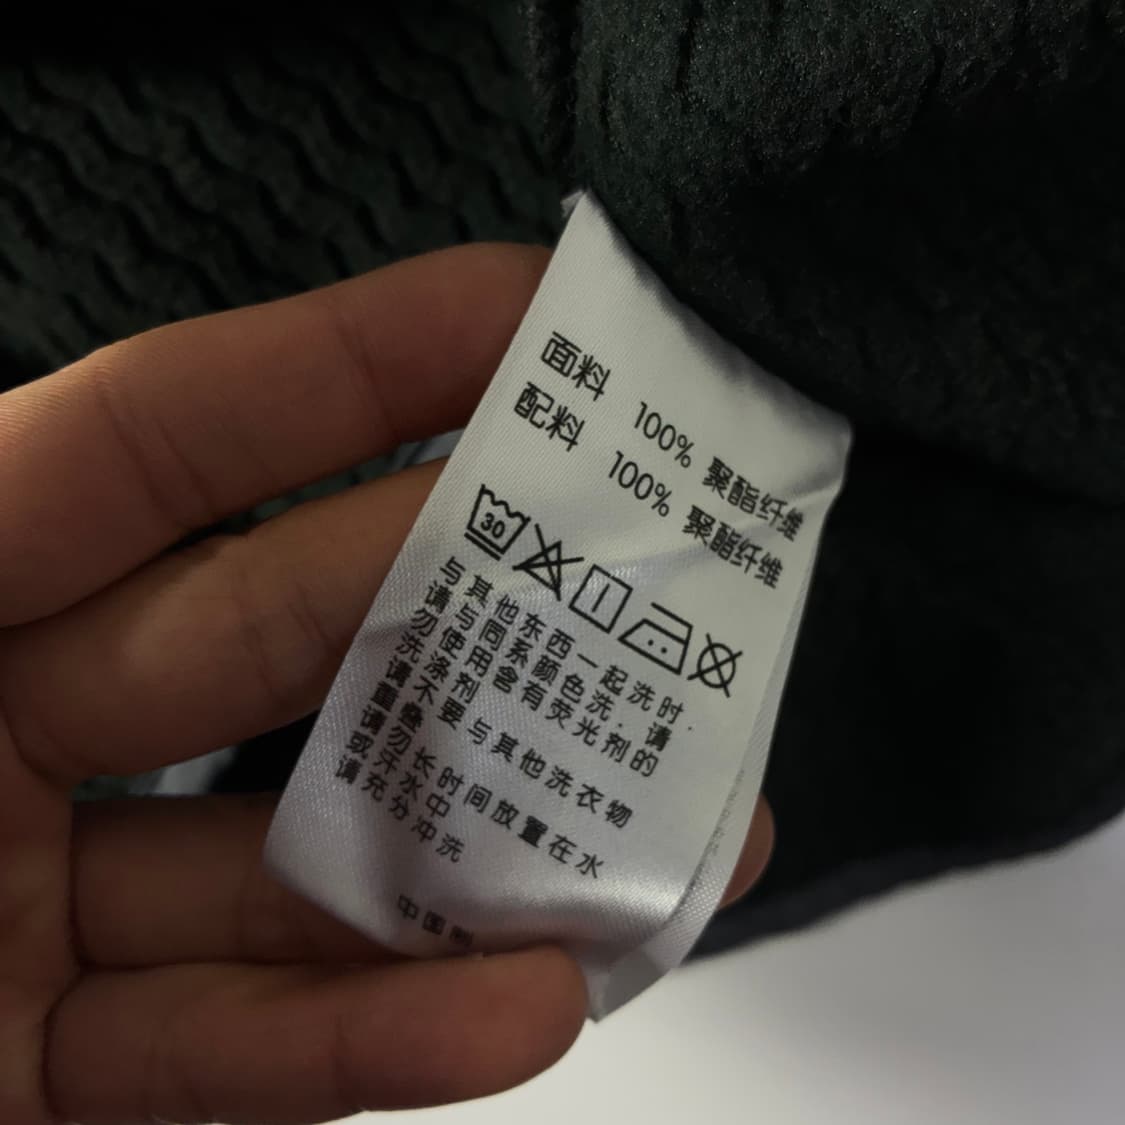 面料 100% 聚酯纤维
配料 100% 聚酯纤维
30
与其他东西一起洗时.
请与同系颜色洗. 请
勿使用含有荧光剂的
洗涤剂
请不要与其他洗衣物
重叠
请勿长时间放置在水
或汗水中
请充分冲洗
中国制